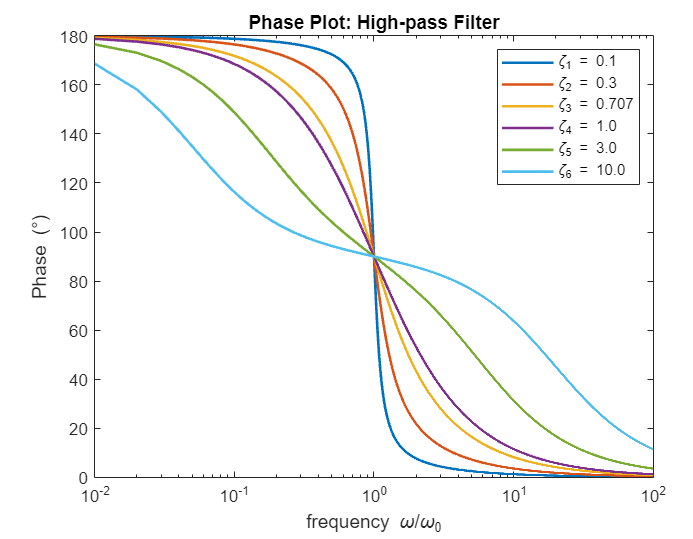 Phase Plot: High-pass Filter
180
160
140
120
100
80
60
40
20
0
Phase (°)
ζ₁ = 0.1
ζ₂ = 0.3
ζ₃ = 0.707
ζ₄ = 1.0
ζ₅ = 3.0
ζ₆ = 10.0
10⁻² 10⁻¹ 10⁰ 10¹ 10²
frequency ω/ω₀